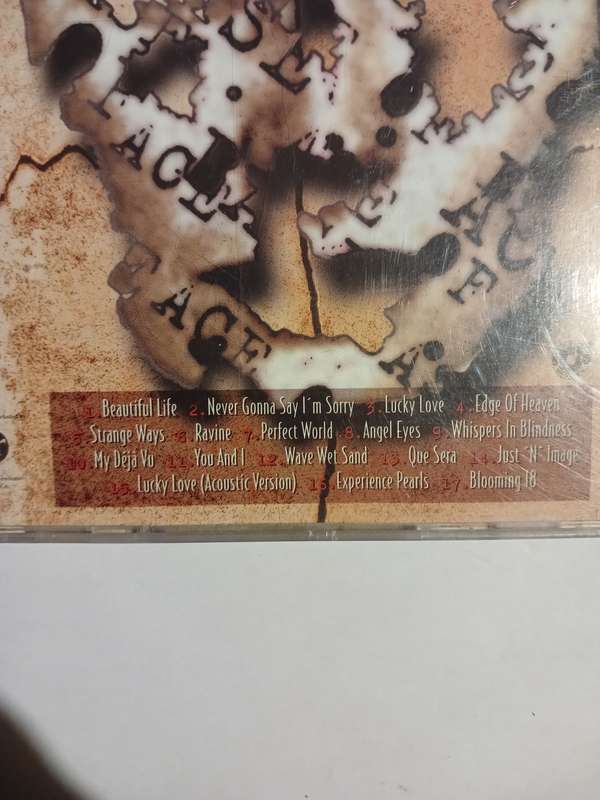 ACE
ACE
ACE
1. Beautiful Life 2. Never Gonna Say I´m Sorry 3. Lucky Love 4. Edge Of Heaven
5. Strange Ways 6. Ravine 7. Perfect World 8. Angel Eyes 9. Whispers In Blindness
10. My Déjà Vu 11. You And I 12. Wave Wet Sand 13. Que Sera 14. Just ´N´ Image
15. Lucky Love (Acoustic Version) 16. Experience Pearls 17. Blooming 18